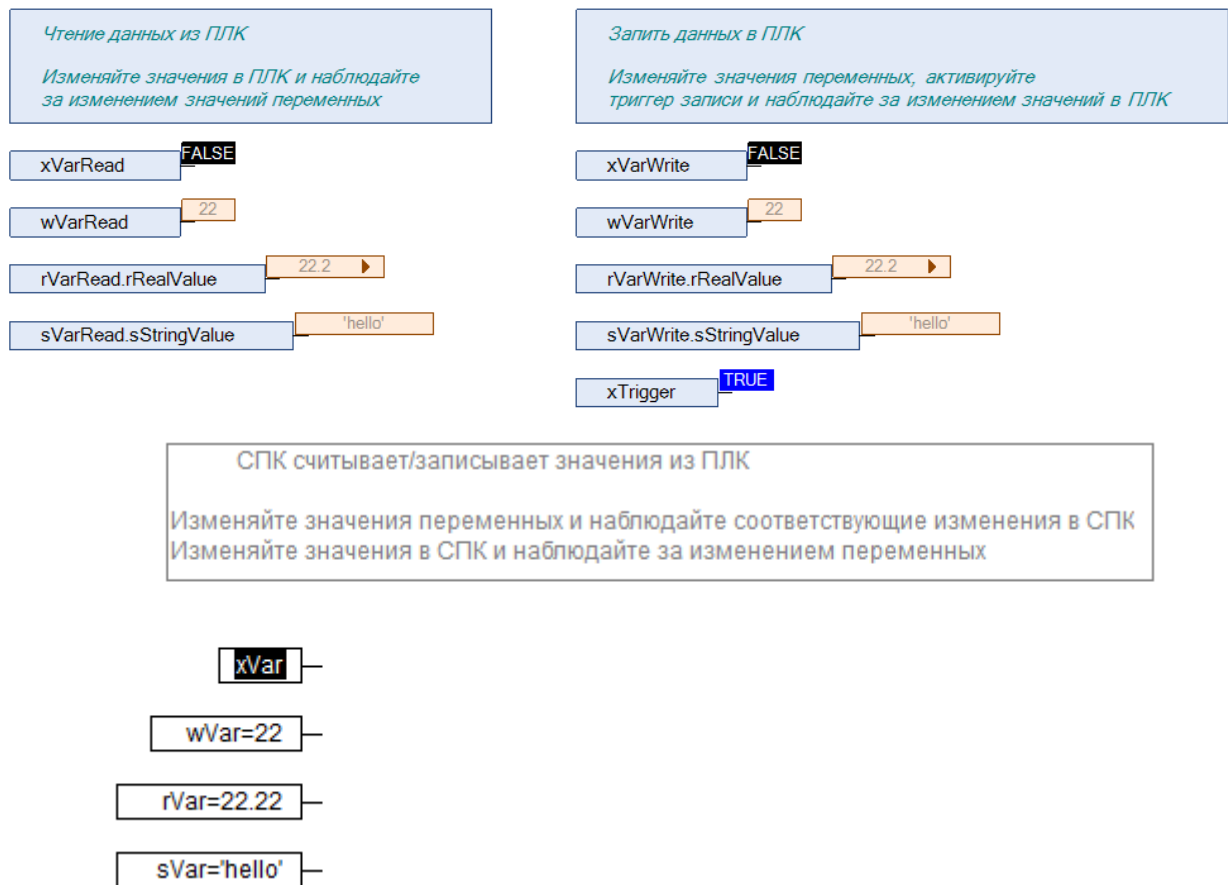 Чтение данных из ПЛК
Изменяйте значения в ПЛК и наблюдайте
за изменением значений переменных
xVarRead
FALSE
wVarRead
22
rVarRead.rRealValue
22.2
sVarRead.sStringValue
'hello'
Запить данных в ПЛК
Изменяйте значения переменных, активируйте
триггер записи и наблюдайте за изменением значений в ПЛК
xVarWrite
FALSE
wVarWrite
22
rVarWrite.rRealValue
22.2
sVarWrite.sStringValue
'hello'
xTrigger
TRUE
СПК считывает/записывает значения из ПЛК
Изменяйте значения переменных и наблюдайте соответствующие изменения в СПК
Изменяйте значения в СПК и наблюдайте за изменением переменных
xVar
wVar=22
rVar=22.22
sVar='hello'